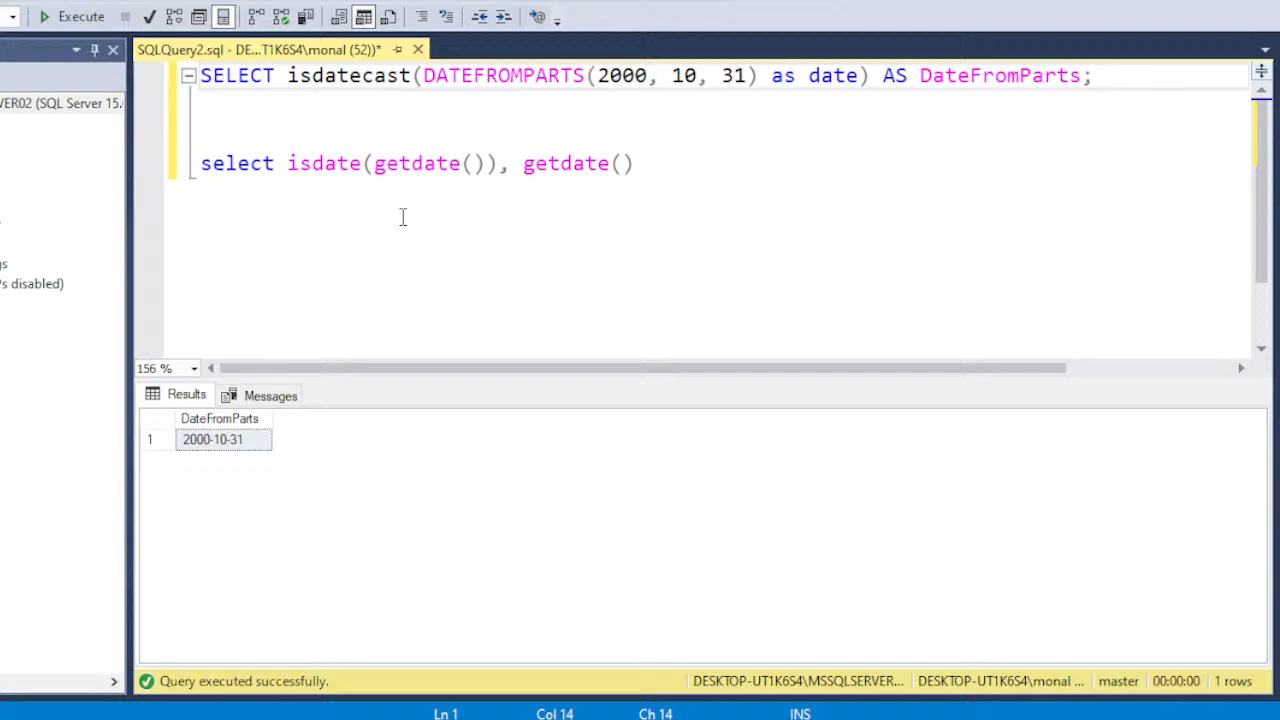 Execute
SQLQuery2.sql - DE...T1K6S4\monal (52))*
SELECT isdatecast(DATEFROMPARTS(2000, 10, 31) as date) AS DateFromParts;
VER02 (SQL Server 15.
select isdate(getdate()), getdate()
gs
's disabled)
156 %
Results
Messages
DateFromParts
1
2000-10-31
Query executed successfully.
DESKTOP-UT1K6S4\MSSQLSERVER...
DESKTOP-UT1K6S4\monal ...
master
00:00:00
1 rows
Ln 1
Col 14
Ch 14
INS